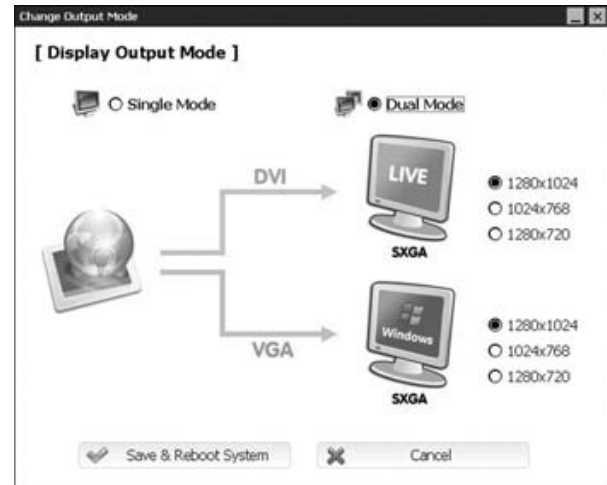 Change Output Mode
[ Display Output Mode ]
Single Mode
Dual Mode
DVI
LIVE
SXGA
1280x1024
1024x768
1280x720
VGA
Windows
SXGA
1280x1024
1024x768
1280x720
Save & Reboot System
Cancel